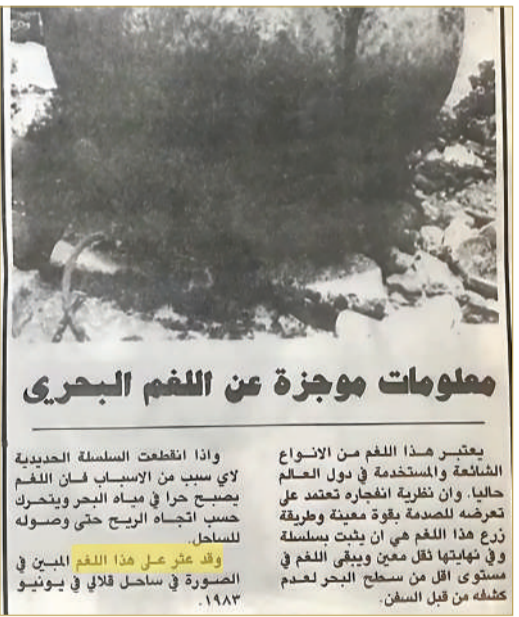 معلومات موجزة عن اللغم البحري
يعتبر هذا اللغم من الانواع
الشائعة والمستخدمة في دول العالم
حاليا. وان نظرية انفجاره تعتمد على
تعرضه للصدمة بقوة معينة وطريقة
زرع هذا اللغم هي ان يثبت بسلسلة
وفي نهايتها ثقل معين ويبقى اللغم في
مستوى اقل من سطح البحر لعدم
كشفه من قبل السفن.
واذا انقطعت السلسلة الحديدية
لاي سبب من الاسباب فان اللغم
يصبح حرا في مياه البحر ويتحرك
حسب اتجاه الريح حتى وصوله
للساحل.
وقد عثر على هذا اللغم المبين في
الصورة في ساحل قلالي في يونيو
١٩٨٣.